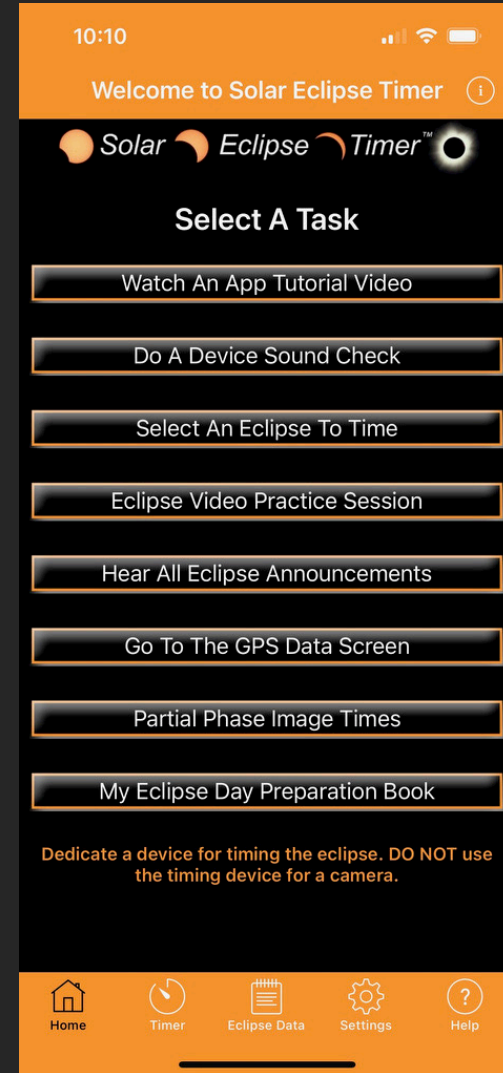 10:10
Welcome to Solar Eclipse Timer
i
Solar Eclipse Timer™
Select A Task
Watch An App Tutorial Video
Do A Device Sound Check
Select An Eclipse To Time
Eclipse Video Practice Session
Hear All Eclipse Announcements
Go To The GPS Data Screen
Partial Phase Image Times
My Eclipse Day Preparation Book
Dedicate a device for timing the eclipse. DO NOT use
the timing device for a camera.
?
Home Timer Eclipse Data Settings Help